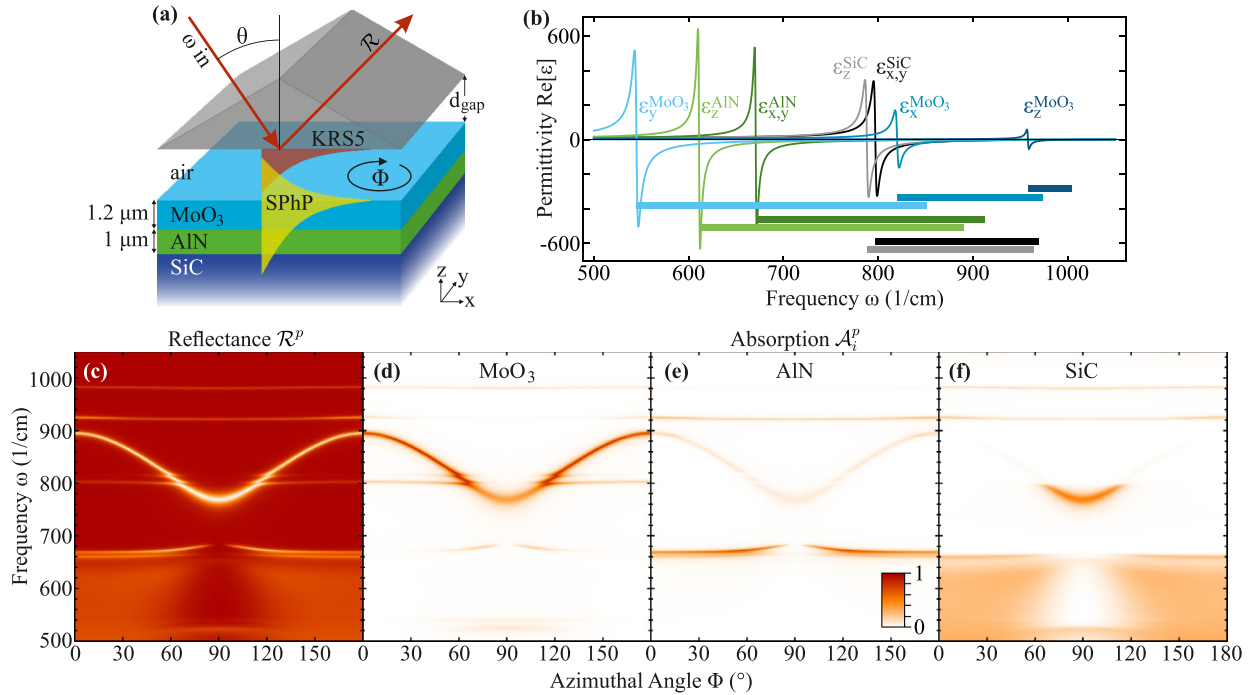 (a)
ω in
θ
ℛ
d_gap
KRS5
air
Φ
SPhP
1.2 μm
MoO₃
1 μm
AlN
SiC
z
y
x
(b)
Permittivity Re[ε]
600
0
-600
ε_y^MoO₃
ε_z^AlN
ε_x,y^AlN
ε_z^SiC
ε_x,y^SiC
ε_x^MoO₃
ε_z^MoO₃
500 600 700 800 900 1000
Frequency ω (1/cm)
Reflectance ℛᵖ
Absorption 𝒜ᵢᵖ
(c)
(d) MoO₃
(e) AlN
(f) SiC
Frequency ω (1/cm)
1000
900
800
700
600
500
1
0
0 30 60 90 120 150 0 30 60 90 120 150 0 30 60 90 120 150 0 30 60 90 120 150 180
Azimuthal Angle Φ (°)